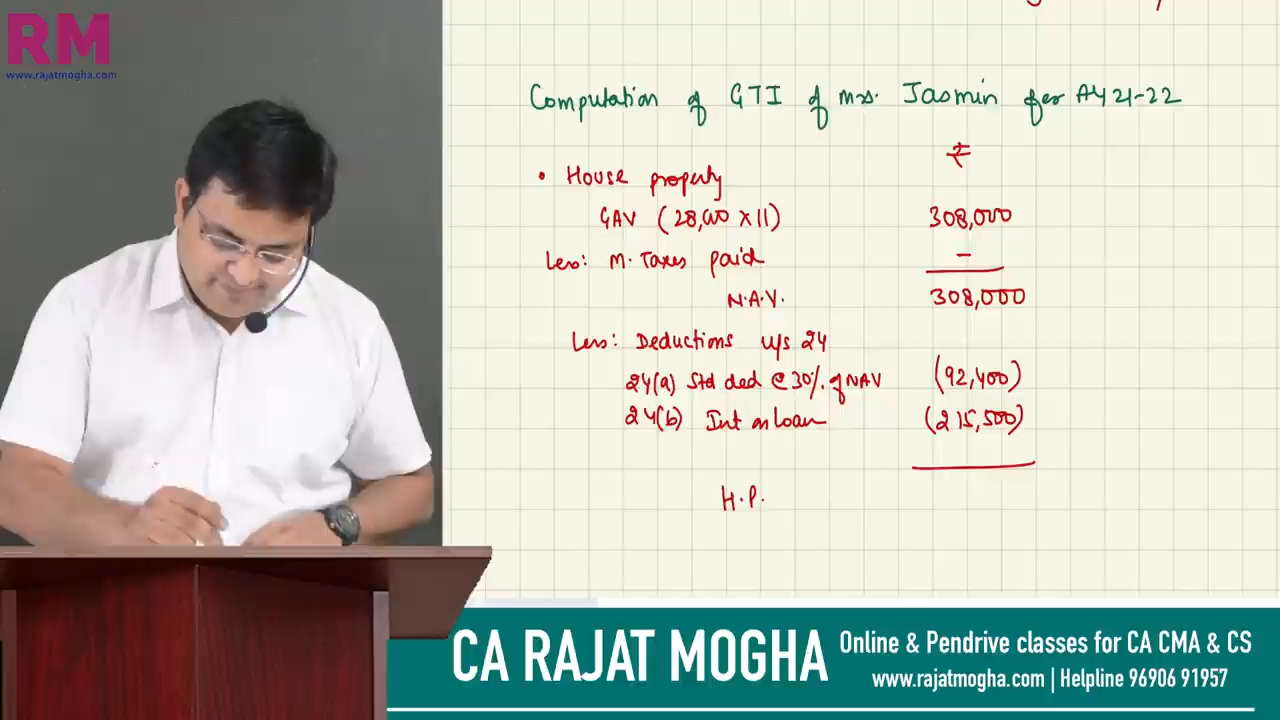 RM
www.rajatmogha.com
Computation of GTI of mrs. Jasmin for AY 21-22
₹
• House property
GAV (28,000 x 11) 308,000
Less: M. Taxes paid -
N.A.V. 308,000
Less: Deductions u/s 24
24(a) Std ded @ 30% of NAV (92,400)
24(b) Int on loan (215,500)
H.P.
CA RAJAT MOGHA
Online & Pendrive classes for CA CMA & CS
www.rajatmogha.com | Helpline 96906 91957